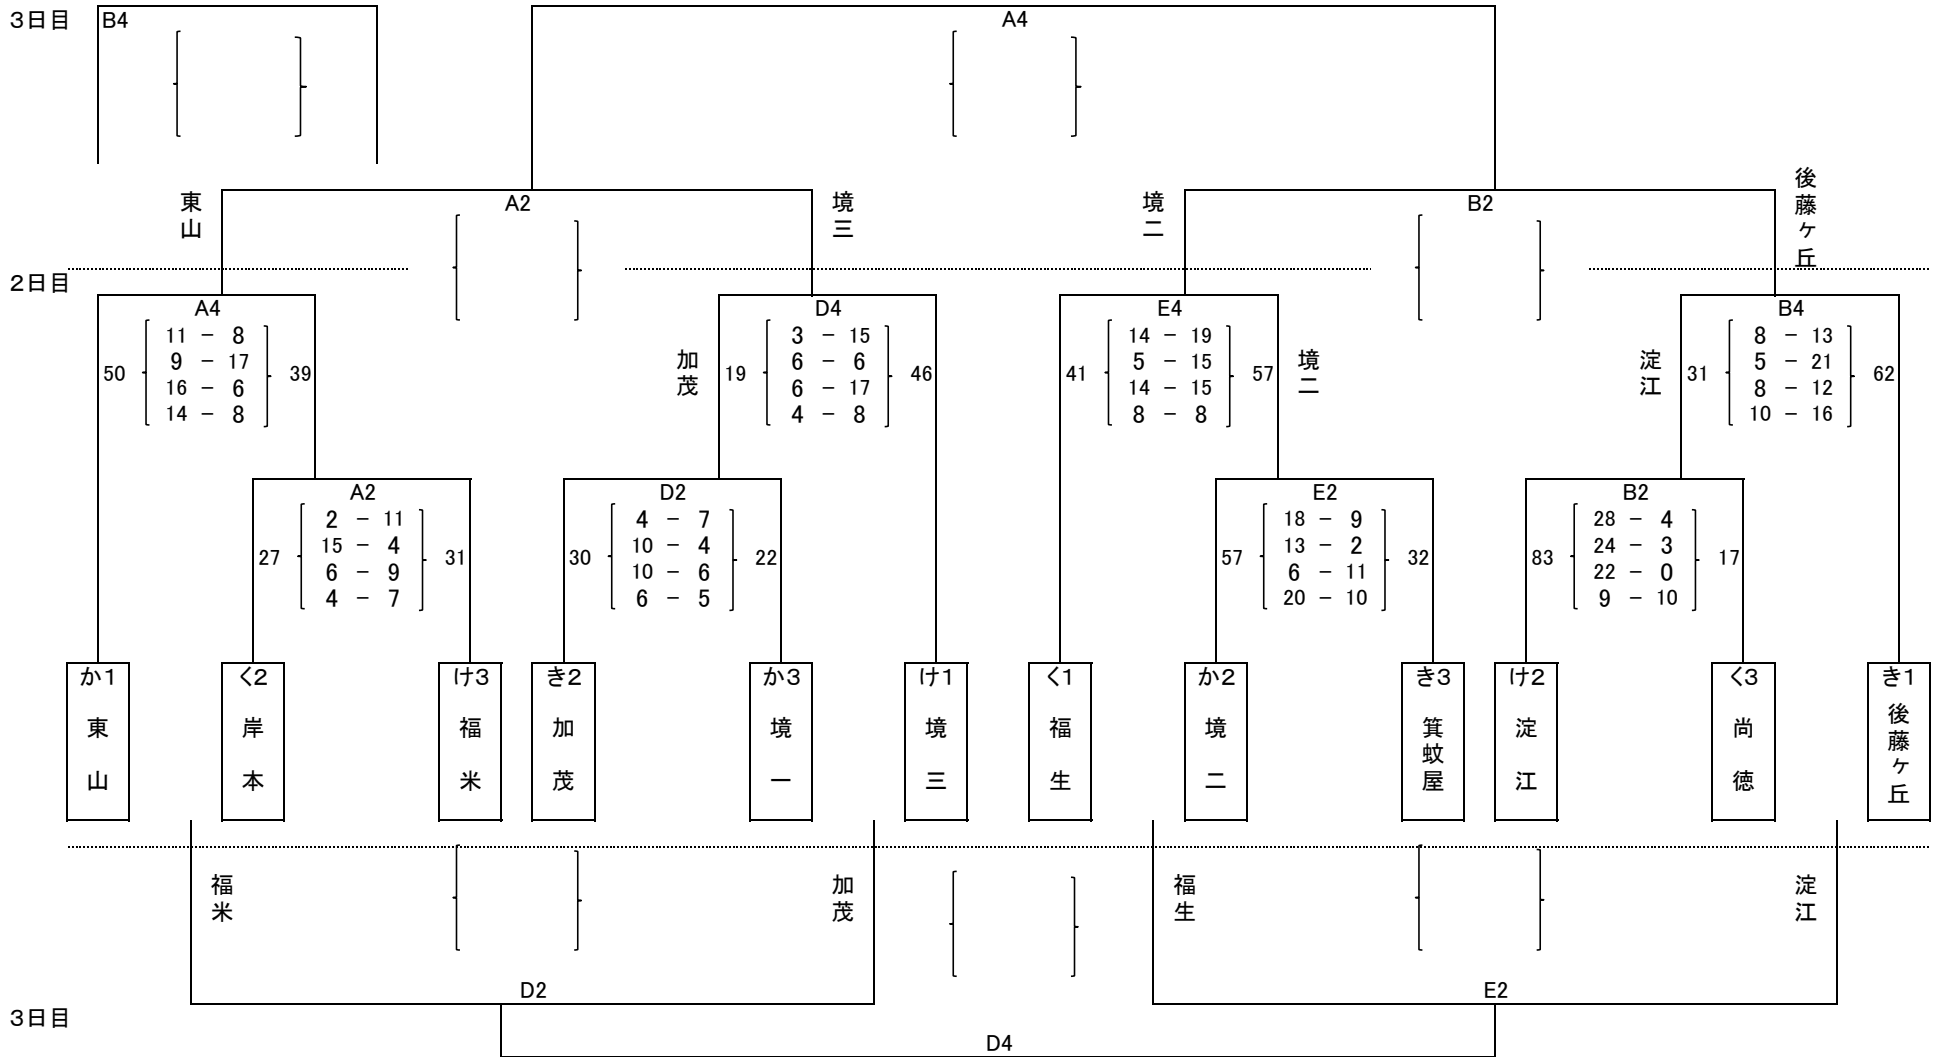 3日目 B4 A4
東山 A2 境三 境二 B2 後藤ヶ丘
2日目
A4 D4 E4 B4
11 － 8 3 － 15 14 － 19 8 － 13
9 － 17 6 － 6 5 － 15 5 － 21
50 39 加茂 19 46 41 57 境二 淀江 31 62
16 － 6 6 － 17 14 － 15 8 － 12
14 － 8 4 － 8 8 － 8 10 － 16
A2 D2 E2 B2
2 － 11 4 － 7 18 － 9 28 － 4
15 － 4 10 － 4 13 － 2 24 － 3
27 31 30 22 57 32 83 17
6 － 9 10 － 6 6 － 11 22 － 0
4 － 7 6 － 5 20 － 10 9 － 10
か1 く2 け3 き2 か3 け1 く1 か2 き3 け2 く3 き1
東山 岸本 福米 加茂 境一 境三 福生 境二 箕蚊屋 淀江 尚徳 後藤ヶ丘
福米 加茂 福生 淀江
D2 E2
3日目
D4